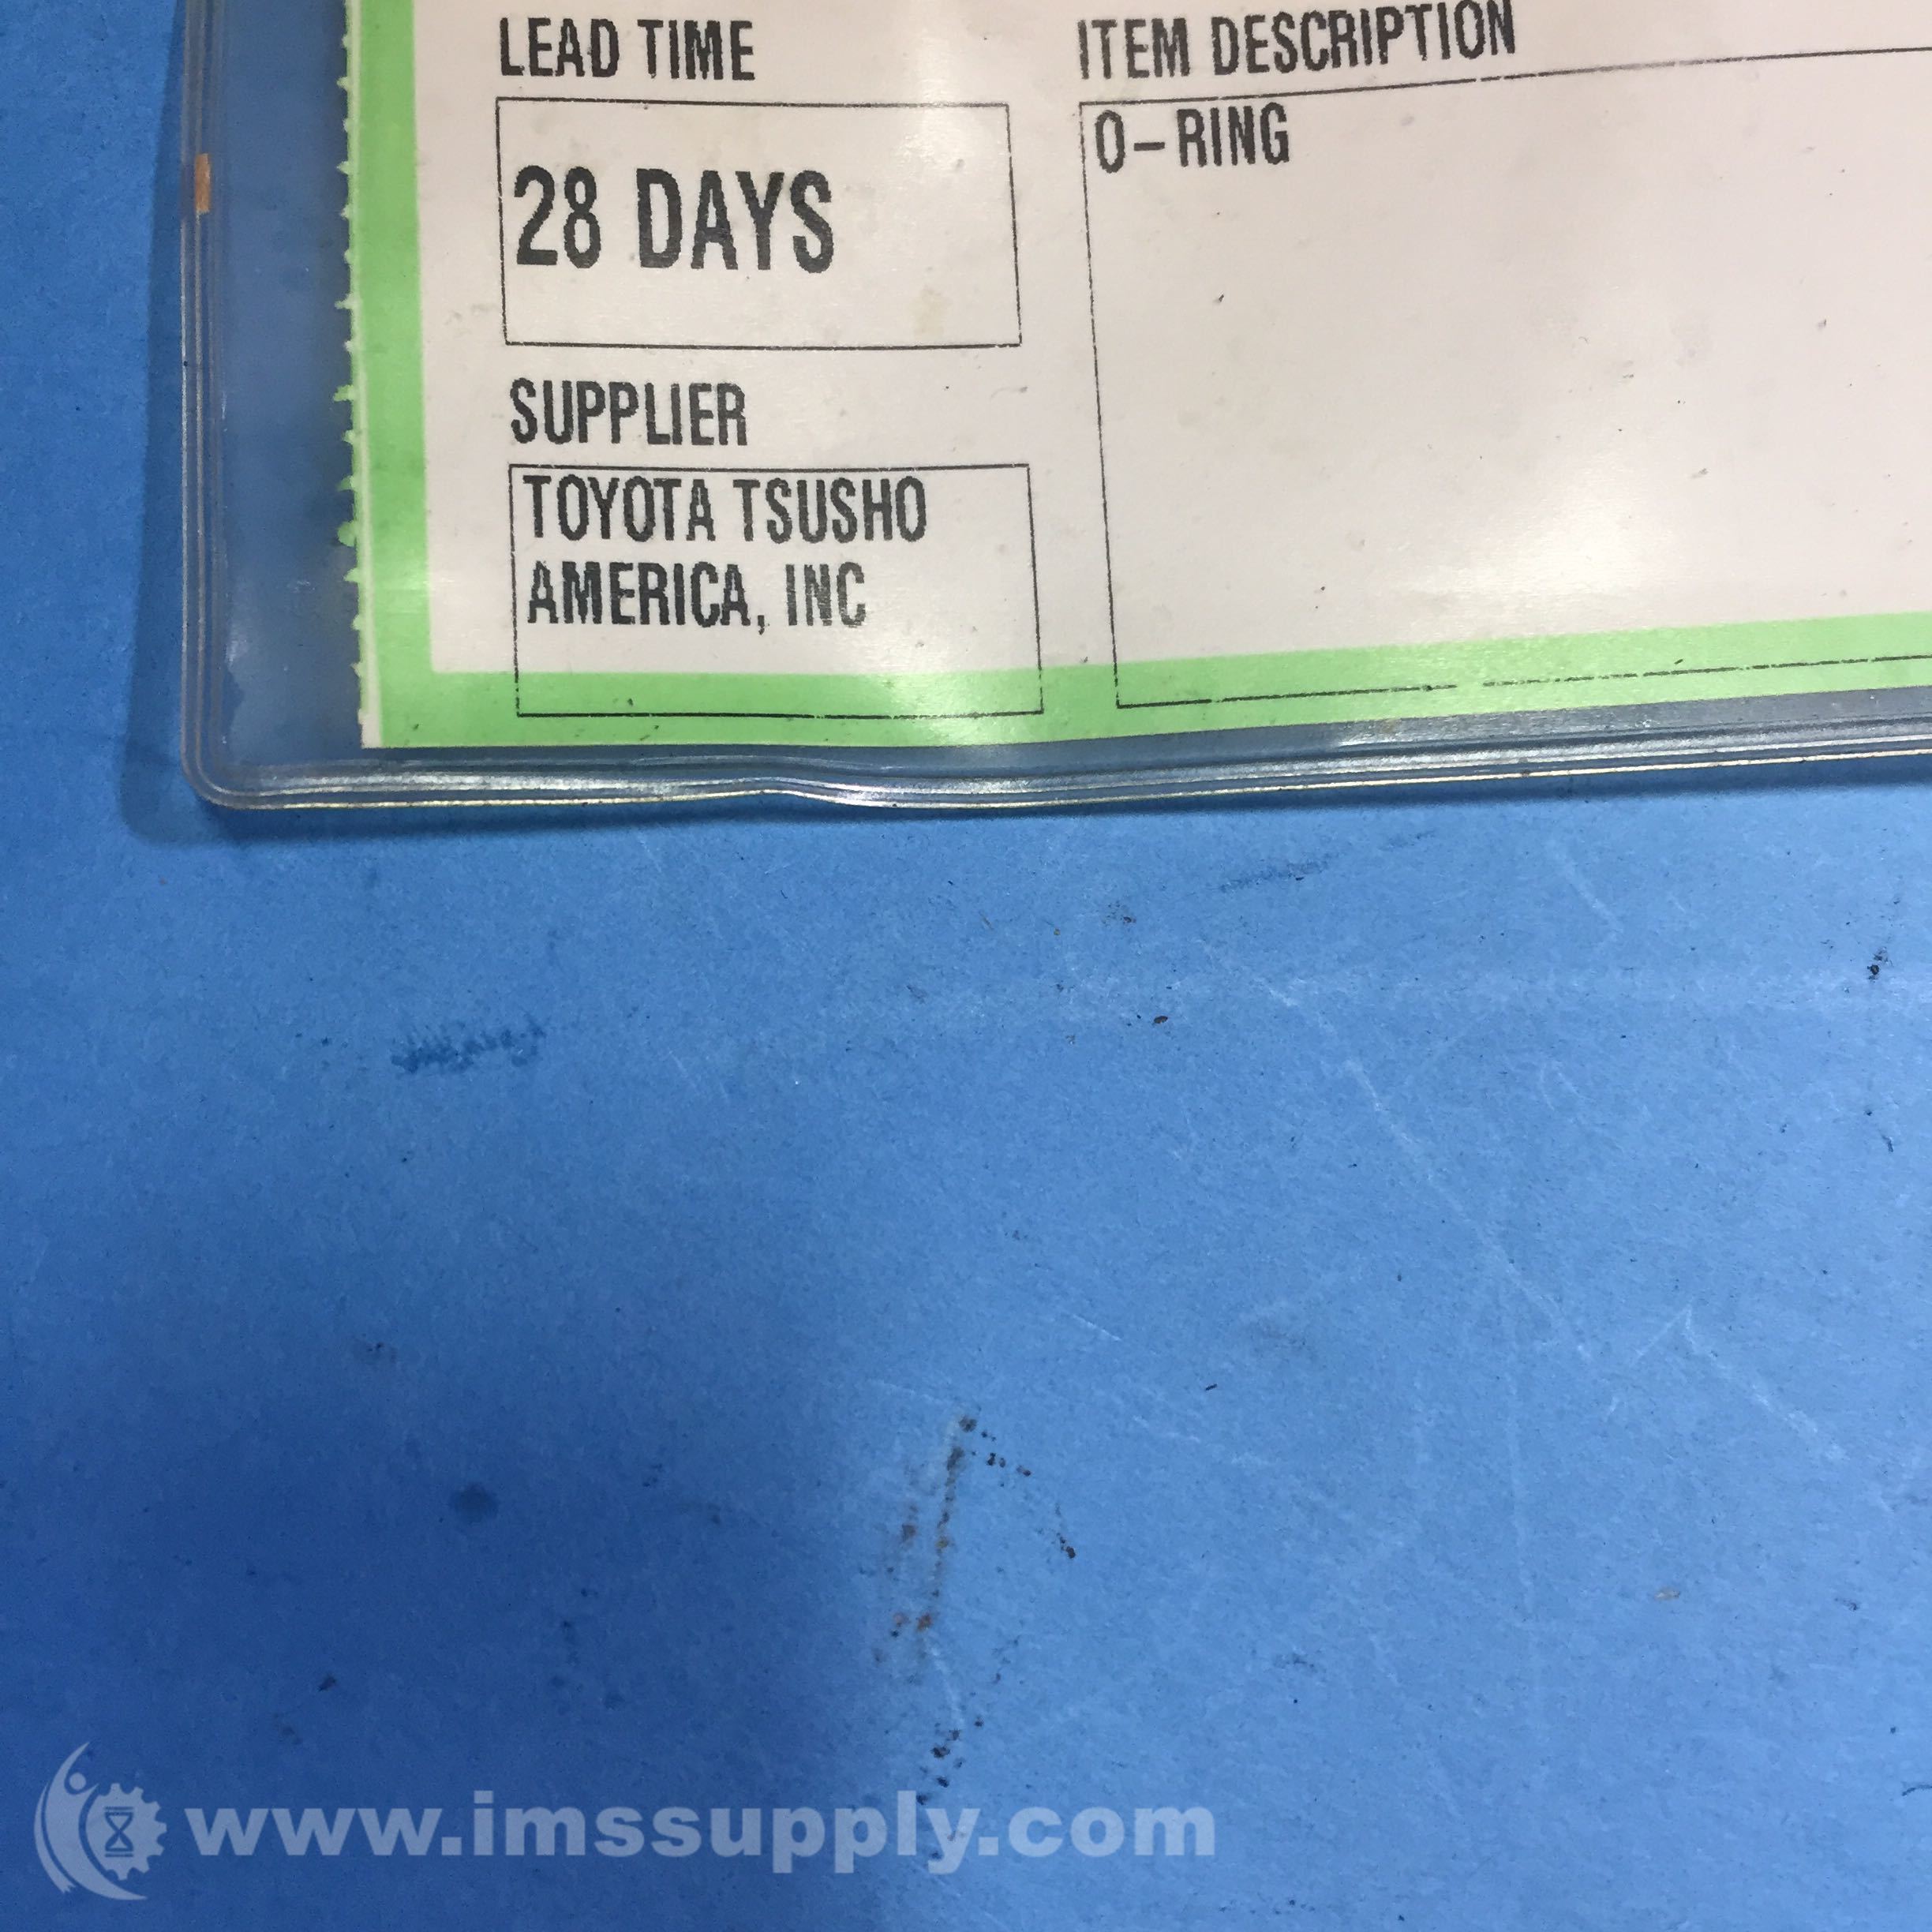 LEAD TIME
28 DAYS
SUPPLIER
TOYOTA TSUSHO
AMERICA, INC
ITEM DESCRIPTION
O-RING
www.imssupply.com